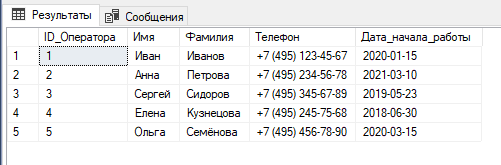 Результаты Сообщения
ID_Оператора Имя Фамилия Телефон Дата_начала_работы
1 1 Иван Иванов +7 (495) 123-45-67 2020-01-15
2 2 Анна Петрова +7 (495) 234-56-78 2021-03-10
3 3 Сергей Сидоров +7 (495) 345-67-89 2019-05-23
4 4 Елена Кузнецова +7 (495) 245-75-68 2018-06-30
5 5 Ольга Семёнова +7 (495) 456-78-90 2020-03-15